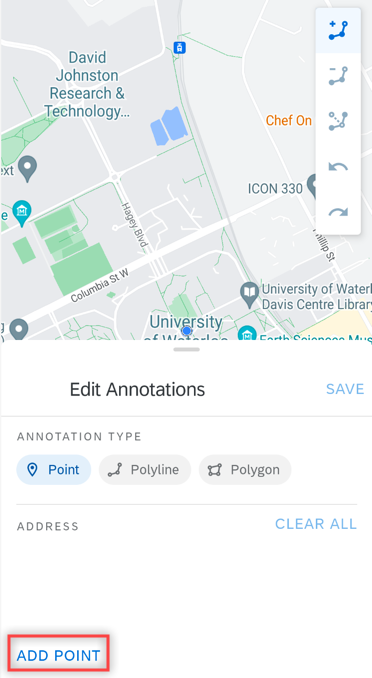 David
Johnston
Research &
Technology...
Chef On
ext
ICON 330
e
Hagey Blvd
Phillip St
Columbia St W
University of Waterl
Davis Centre Library
University
of Waterloo
Earth Sciences Mus
g
Edit Annotations
SAVE
ANNOTATION TYPE
Point
Polyline
Polygon
ADDRESS
CLEAR ALL
ADD POINT